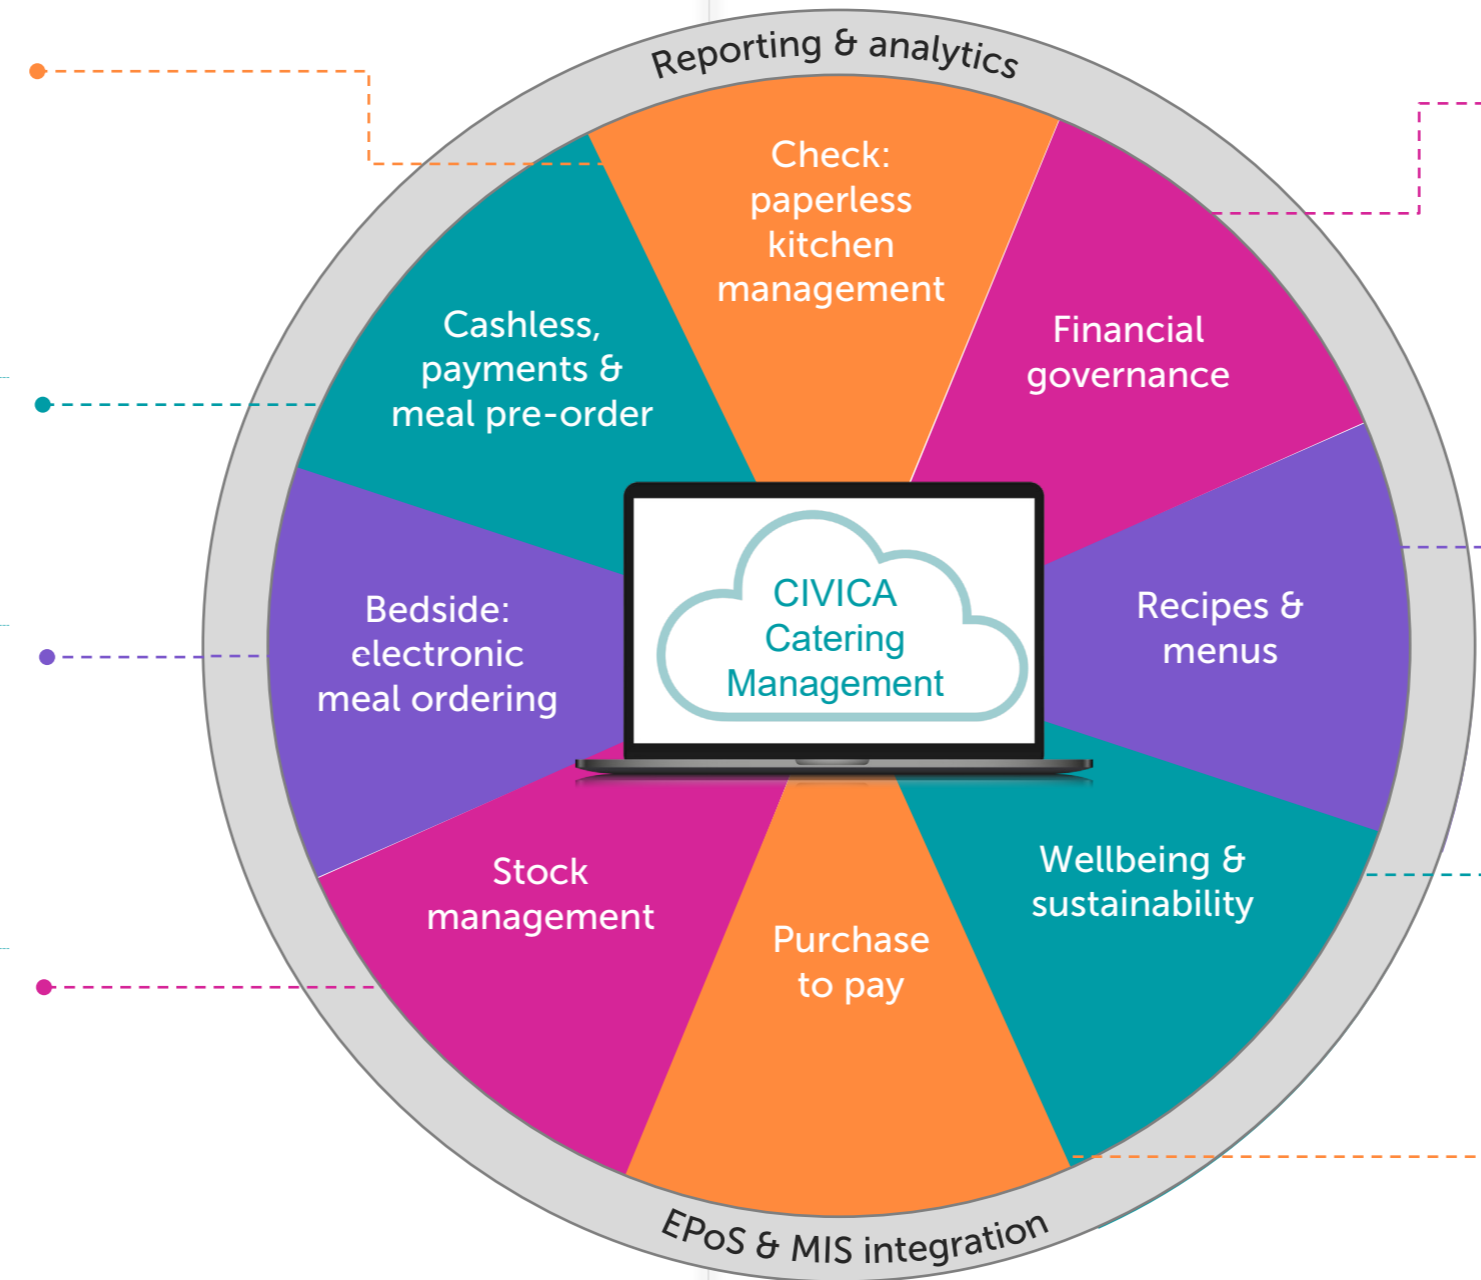 Reporting & analytics
Check:
paperless
kitchen
management
Financial
governance
Recipes &
menus
Wellbeing &
sustainability
Purchase
to pay
Stock
management
Bedside:
electronic
meal ordering
Cashless,
payments &
meal pre-order
CIVICA
Catering
Management
EPoS & MIS integration